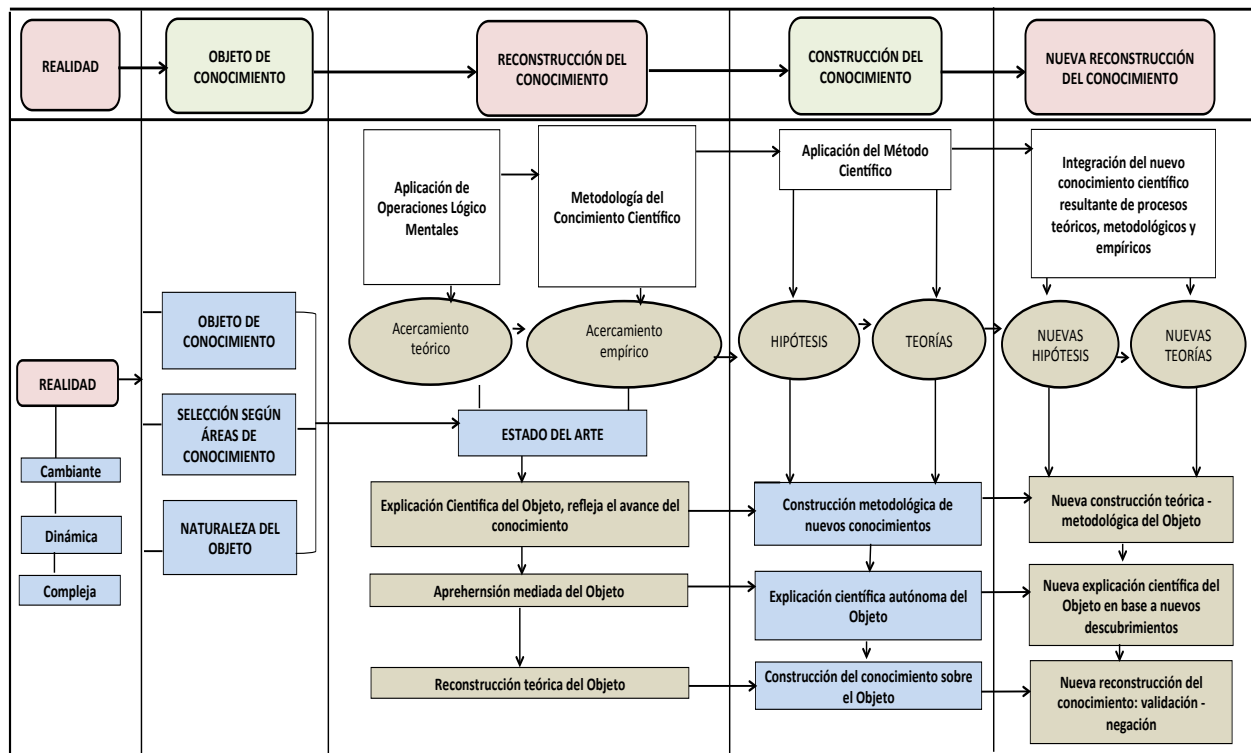 REALIDAD
OBJETO DE
CONOCIMIENTO
RECONSTRUCCIÓN DEL
CONOCIMIENTO
CONSTRUCCIÓN DEL
CONOCIMIENTO
NUEVA RECONSTRUCCIÓN
DEL CONOCIMIENTO
REALIDAD
Cambiante
Dinámica
Compleja
OBJETO DE
CONOCIMIENTO
SELECCIÓN SEGÚN
ÁREAS DE
CONOCIMIENTO
NATURALEZA DEL
OBJETO
Aplicación de
Operaciones Lógico
Mentales
Metodología del
Concimiento Científico
Acercamiento
teórico
Acercamiento
empírico
ESTADO DEL ARTE
Explicación Científica del Objeto, refleja el avance del
conocimiento
Aprehernsión mediada del Objeto
Reconstrucción teórica del Objeto
Aplicación del Método
Científico
HIPÓTESIS
TEORÍAS
Construcción metodológica de
nuevos conocimientos
Explicación científica autónoma del
Objeto
Construcción del conocimiento sobre
el Objeto
Integración del nuevo
conocimiento científico
resultante de procesos
teóricos, metodológicos y
empíricos
NUEVAS
HIPÓTESIS
NUEVAS
TEORÍAS
Nueva construcción teórica -
metodológica del Objeto
Nueva explicación científica del
Objeto en base a nuevos
descubrimientos
Nueva reconstrucción del
conocimiento: validación -
negación